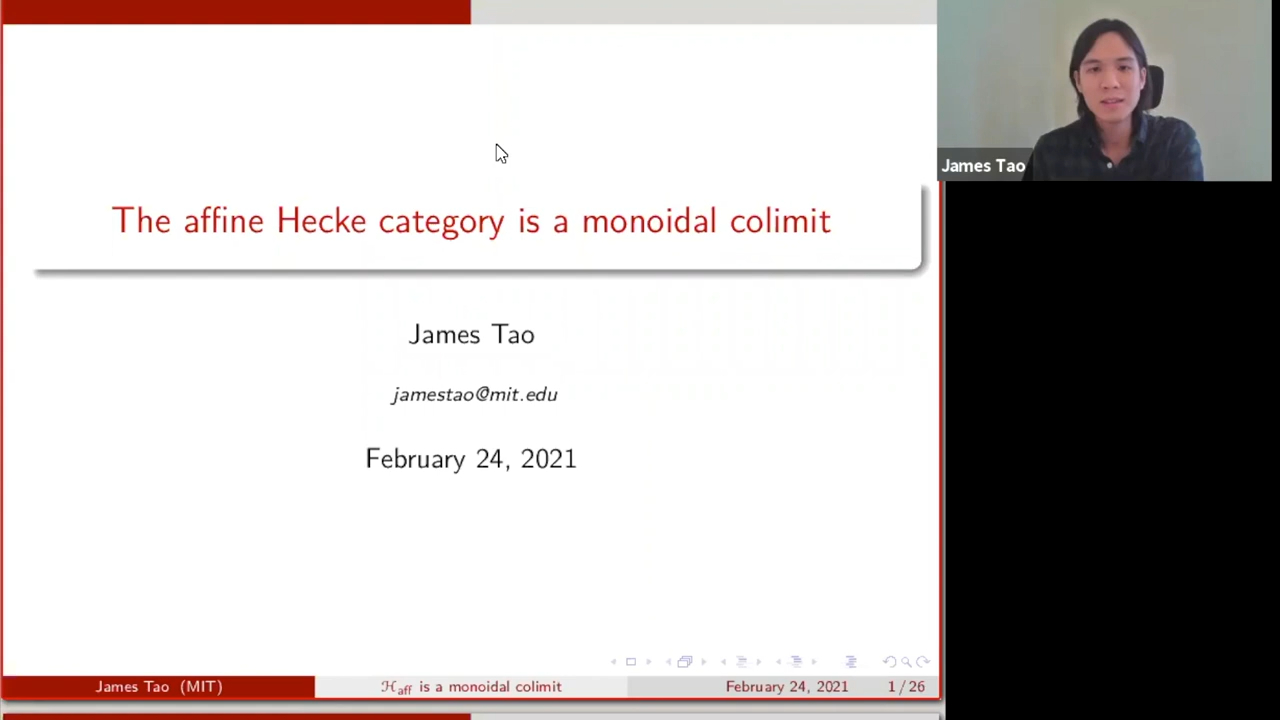 The affine Hecke category is a monoidal colimit
James Tao
jamestao@mit.edu
February 24, 2021
James Tao (MIT)
ℋaff is a monoidal colimit
February 24, 2021
1 / 26
James Tao